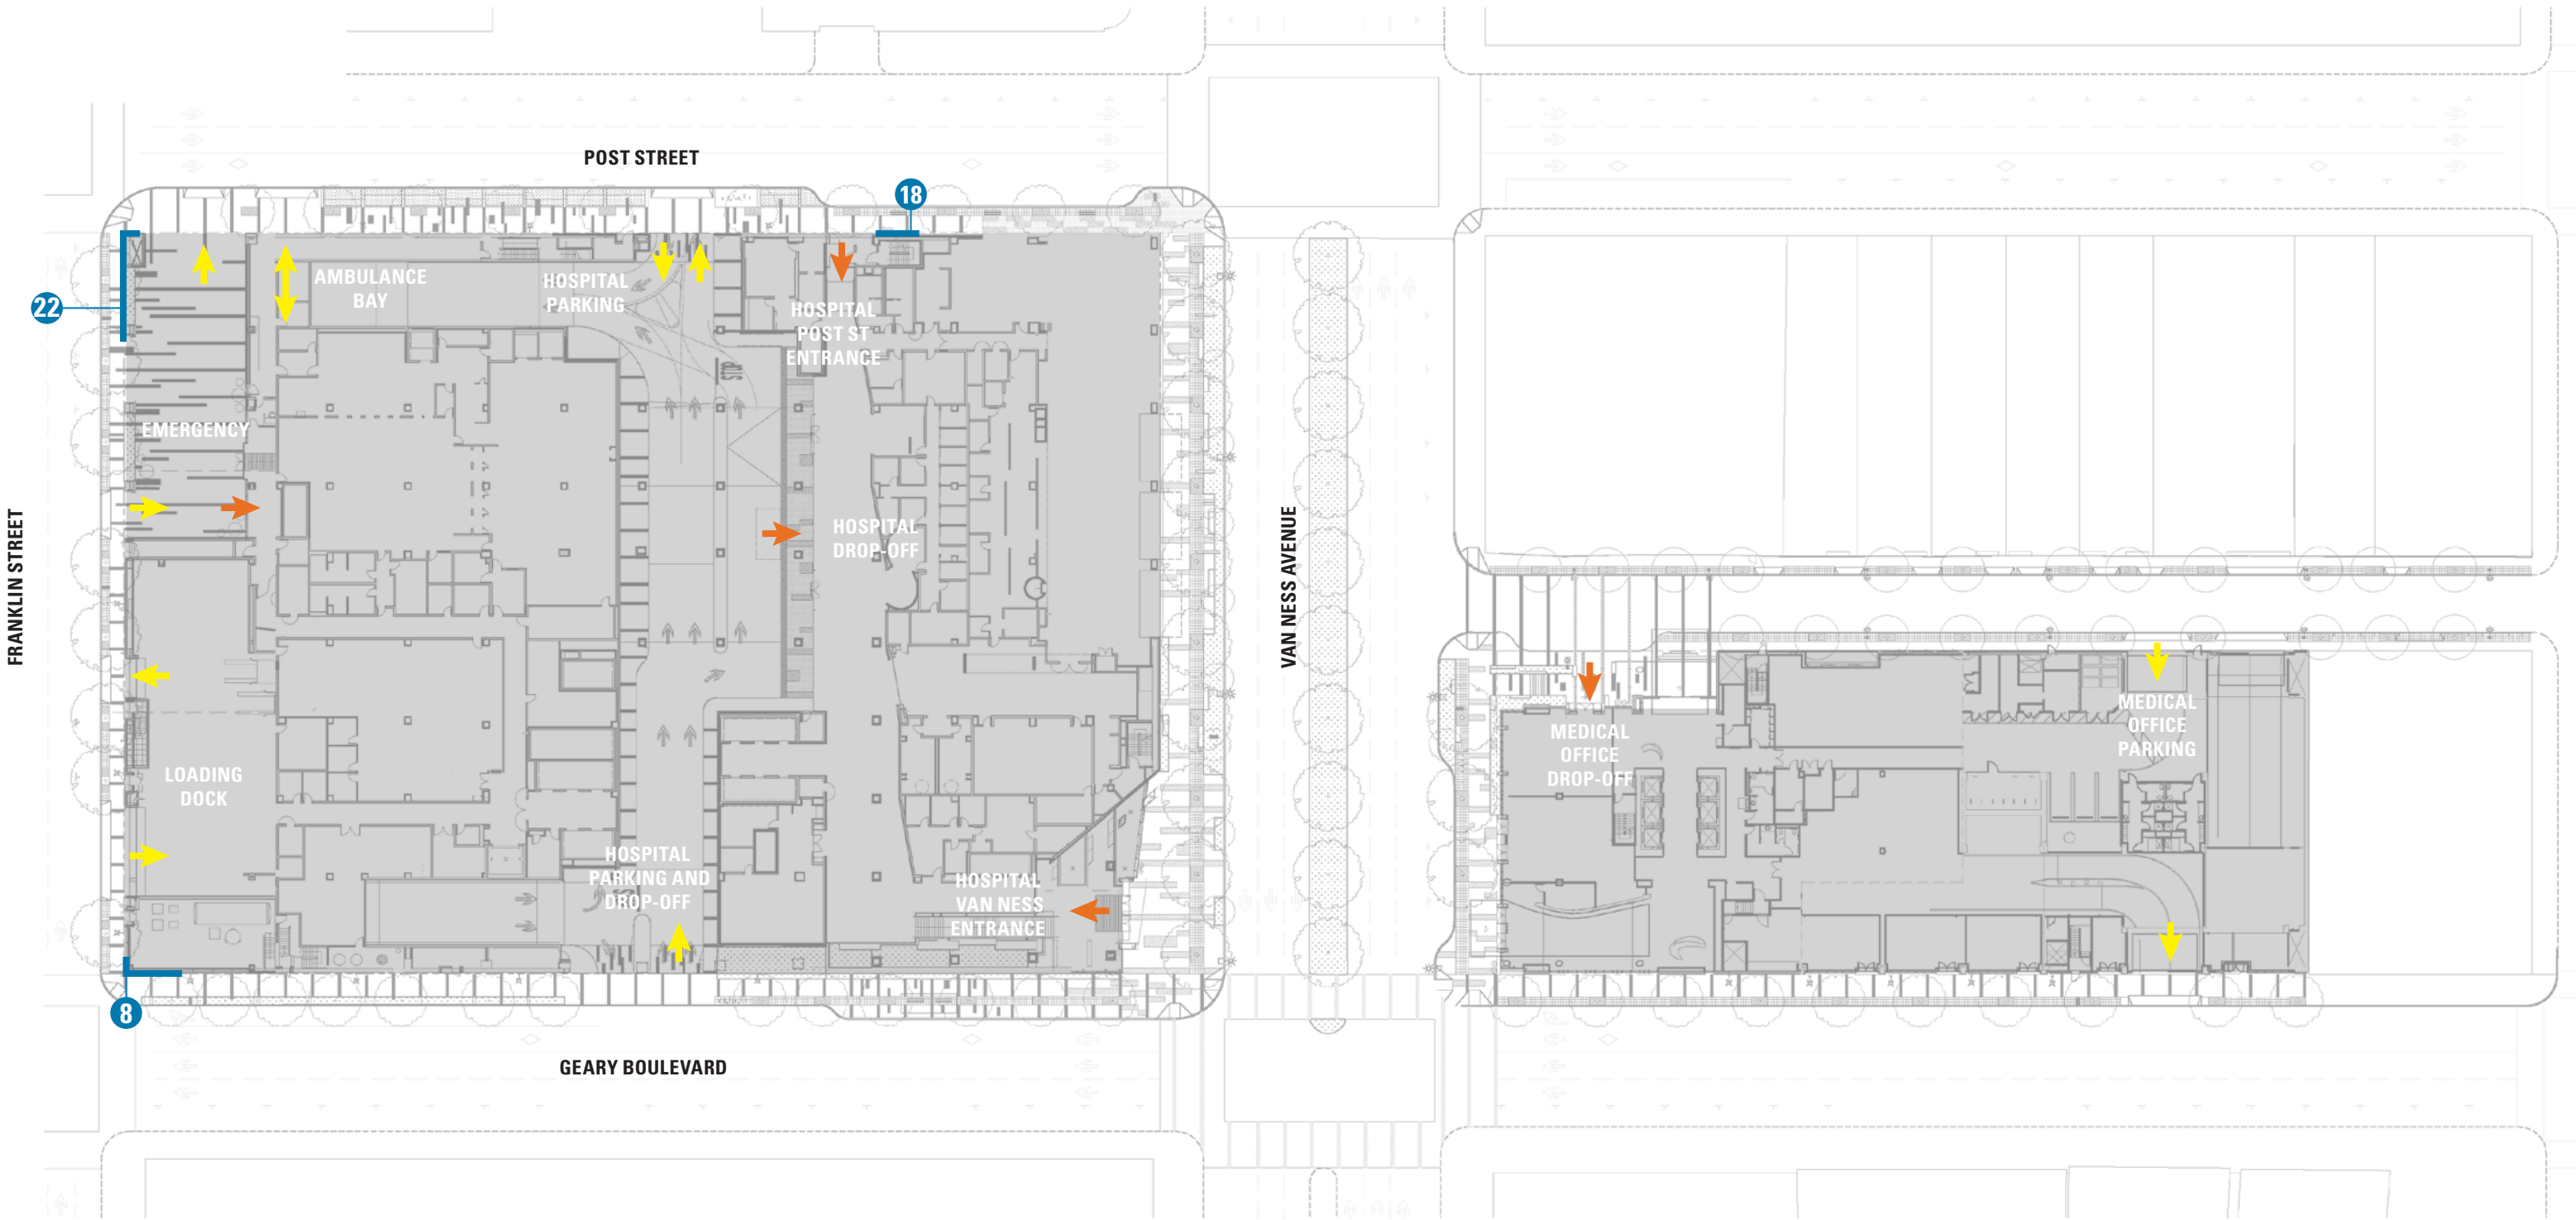 POST STREET
18
AMBULANCE
BAY
HOSPITAL
PARKING
22
HOSPITAL
POST ST
ENTRANCE
EMERGENCY
FRANKLIN STREET
HOSPITAL
DROP-OFF
VAN NESS AVENUE
MEDICAL
OFFICE
DROP-OFF
MEDICAL
OFFICE
PARKING
LOADING
DOCK
HOSPITAL
PARKING AND
DROP-OFF
HOSPITAL
VAN NESS
ENTRANCE
8
GEARY BOULEVARD